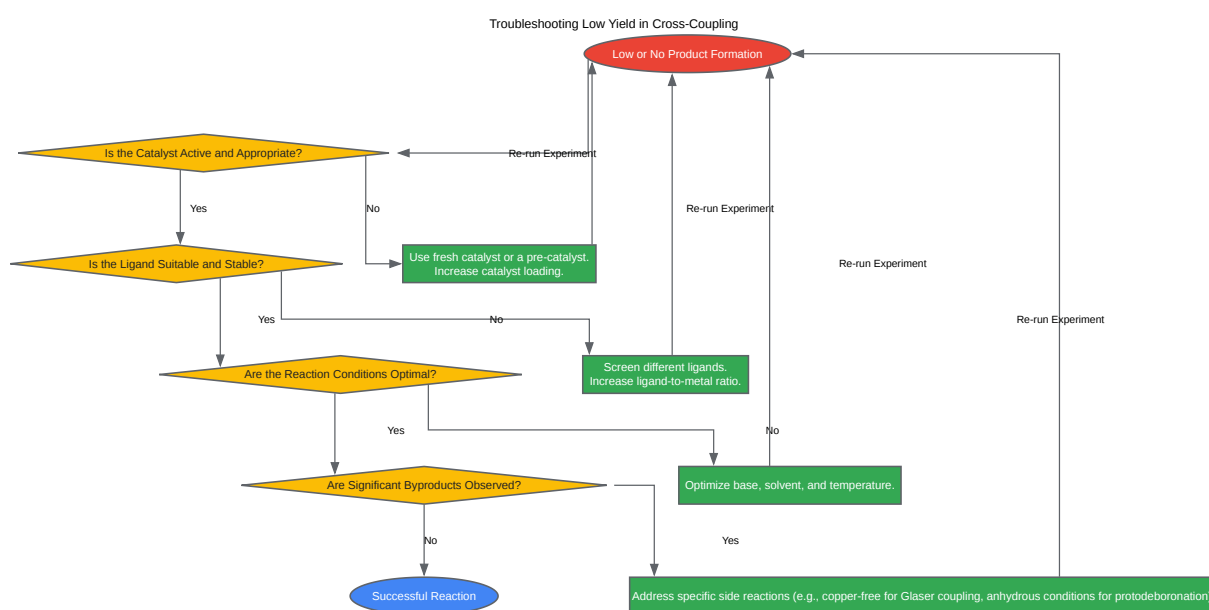 Troubleshooting Low Yield in Cross-Coupling
Low or No Product Formation
Is the Catalyst Active and Appropriate?
Re-run Experiment
Yes
No
Re-run Experiment
Is the Ligand Suitable and Stable?
Use fresh catalyst or a pre-catalyst.
Increase catalyst loading.
Re-run Experiment
Yes
No
Re-run Experiment
Are the Reaction Conditions Optimal?
Screen different ligands.
Increase ligand-to-metal ratio.
Yes
No
Are Significant Byproducts Observed?
Optimize base, solvent, and temperature.
No
Yes
Successful Reaction
Address specific side reactions (e.g., copper-free for Glaser coupling, anhydrous conditions for protodeboronation)